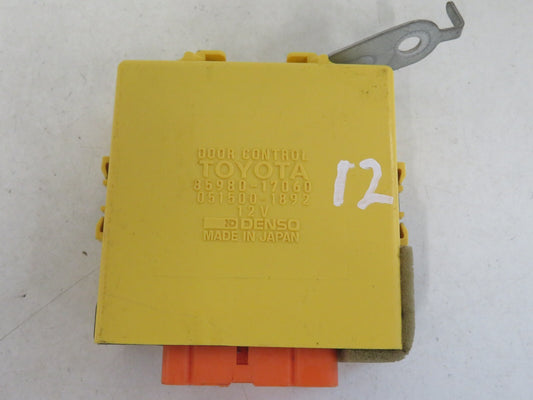 DOOR CONTROL
TOYOTA
85980-17060
051500-1892
12V
DENSO
MADE IN JAPAN
12